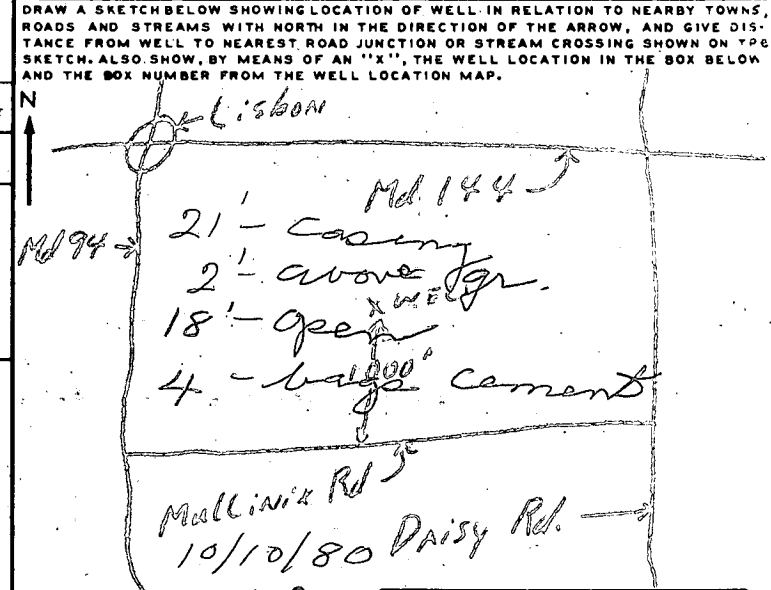 DRAW A SKETCH BELOW SHOWING LOCATION OF WELL IN RELATION TO NEARBY TOWNS,
ROADS AND STREAMS WITH NORTH IN THE DIRECTION OF THE ARROW, AND GIVE DIS-
TANCE FROM WELL TO NEAREST ROAD JUNCTION OR STREAM CROSSING SHOWN ON THE
SKETCH. ALSO SHOW, BY MEANS OF AN "X", THE WELL LOCATION IN THE BOX BELOW
AND THE BOX NUMBER FROM THE WELL LOCATION MAP.
N
Lisbon
Md. 144
Md 94
21' - casing
2' - above gr.
X WELL
18' - open
1000'
4 - bags cement
Mullinix Rd
10/10/80 Daisy Rd.